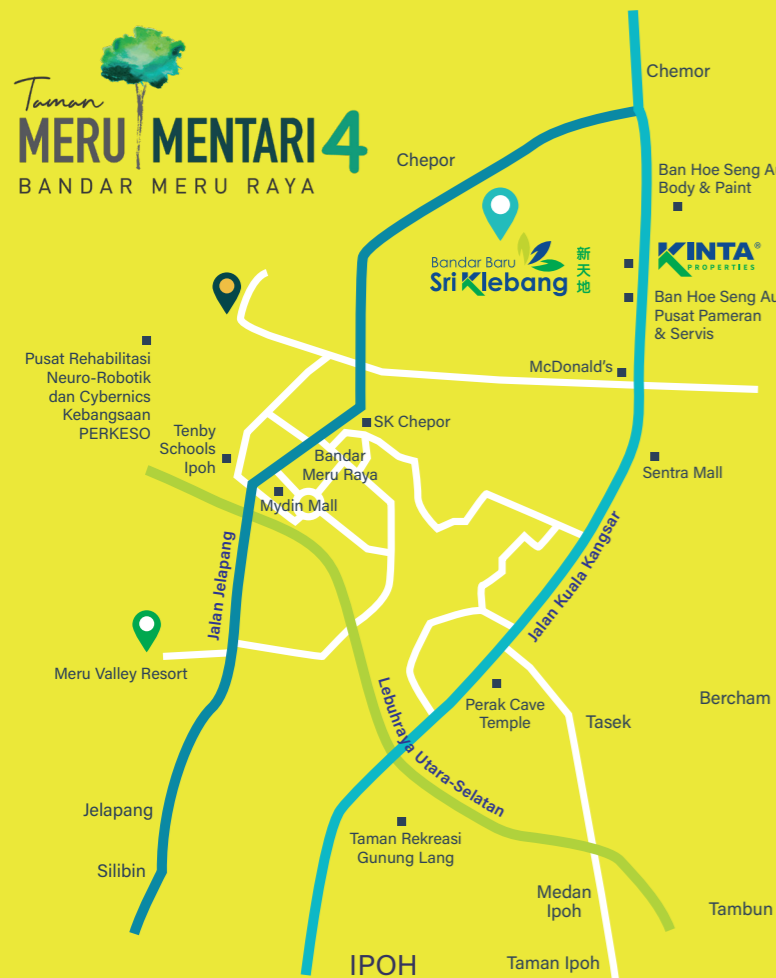 Taman
MERU MENTARI 4
BANDAR MERU RAYA
Chemor
Chepor
Ban Hoe Seng Au
Body & Paint
Bandar Baru
Sri Klebang
新天地
KINTA®
PROPERTIES
Ban Hoe Seng Au
Pusat Pameran
& Servis
McDonald's
Pusat Rehabilitasi
Neuro-Robotik
dan Cybernics
Kebangsaan
PERKESO
Tenby
Schools
Ipoh
SK Chepor
Bandar
Meru Raya
Mydin Mall
Sentra Mall
Jalan Jelapang
Jalan Kuala Kangsar
Meru Valley Resort
Lebuhraya Utara-Selatan
Perak Cave
Temple
Tasek
Bercham
Jelapang
Silibin
Taman Rekreasi
Gunung Lang
Medan
Ipoh
Tambun
IPOH
Taman Ipoh